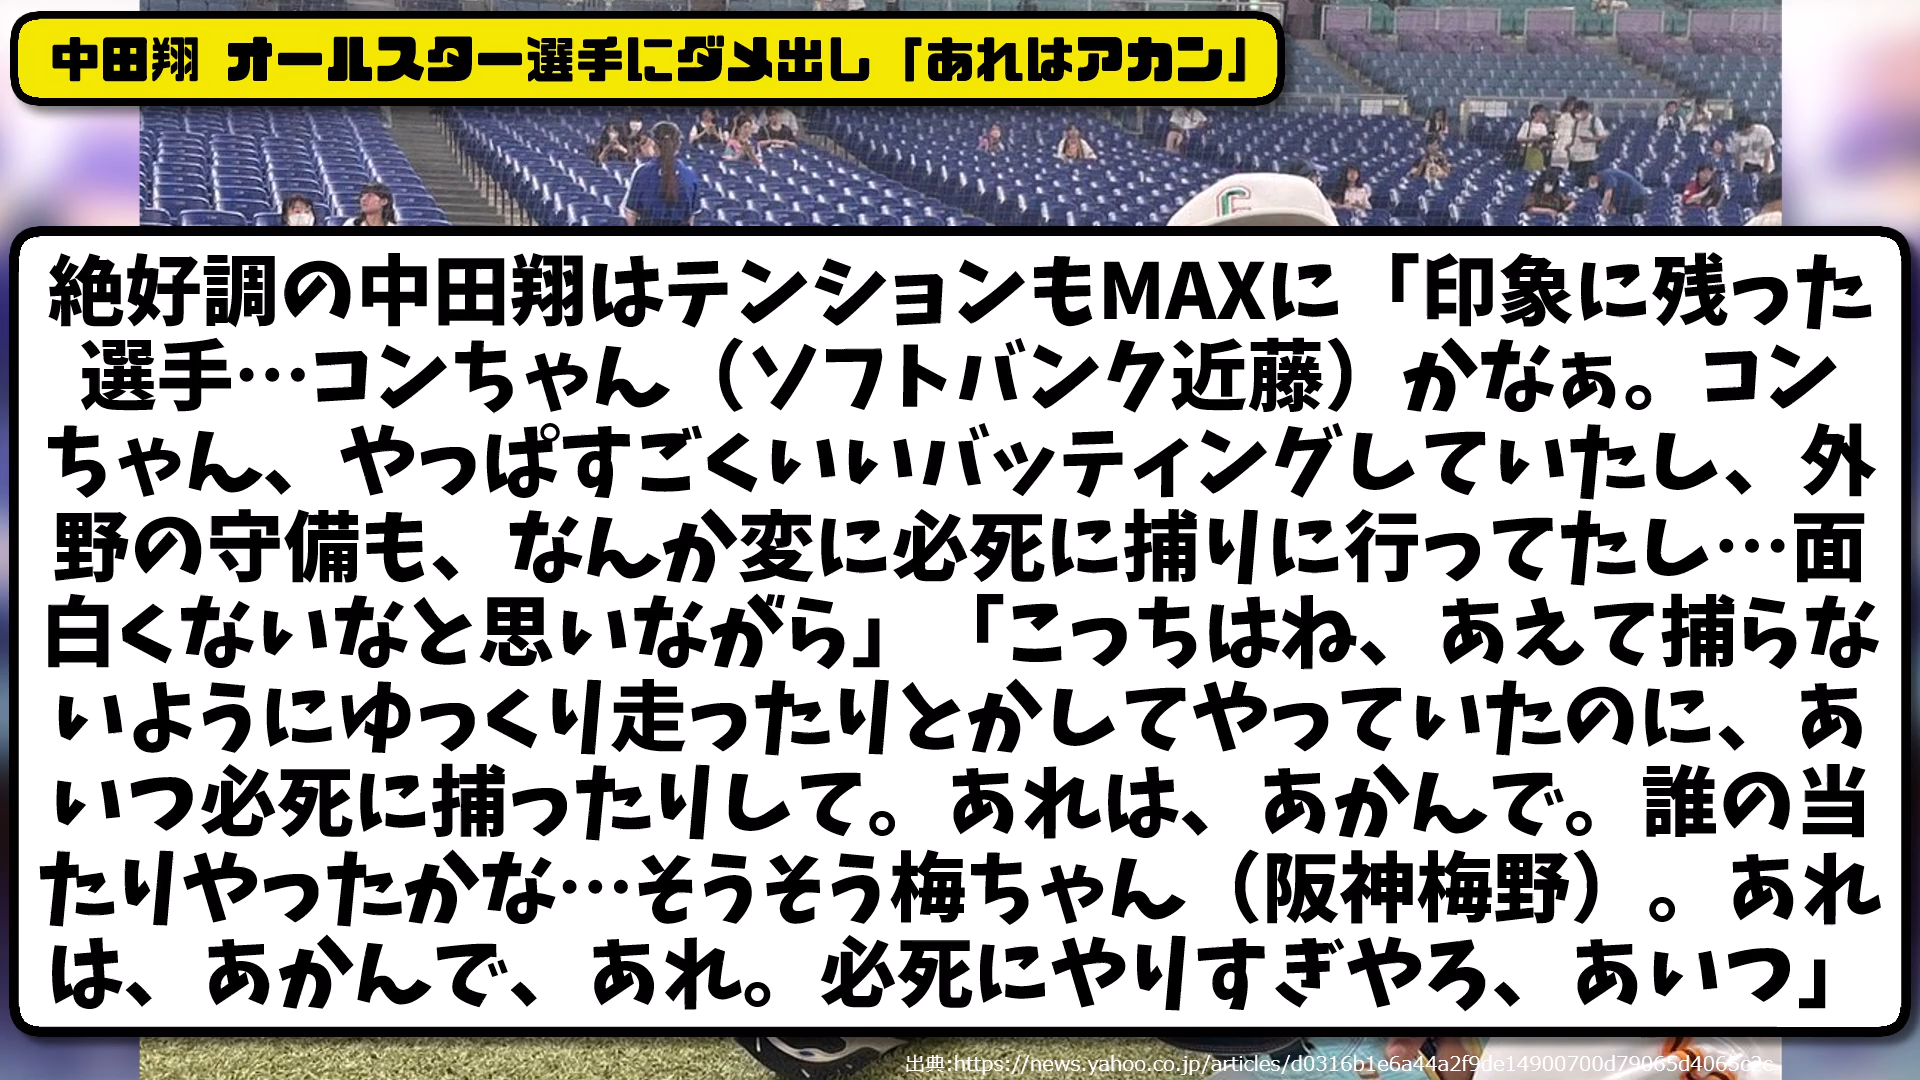 中田翔 オールスター選手にダメ出し「あれはアカン」
絶好調の中田翔はテンションもMAXに「印象に残った
選手…コンちゃん（ソフトバンク近藤）かなぁ。コン
ちゃん、やっぱすごくいいバッティングしていたし、外
野の守備も、なんか変に必死に捕りに行ってたし…面
白くないなと思いながら」「こっちはね、あえて捕らな
いようにゆっくり走ったりとかしてやっていたのに、あ
いつ必死に捕ったりして。あれは、あかんで。誰の当
たりやったかな…そうそう梅ちゃん（阪神梅野）。あれ
は、あかんで、あれ。必死にやりすぎやろ、あいつ」
出典:https://news.yahoo.co.jp/articles/d0316b1e6a44a2f9de14900700d79065d4065c2c